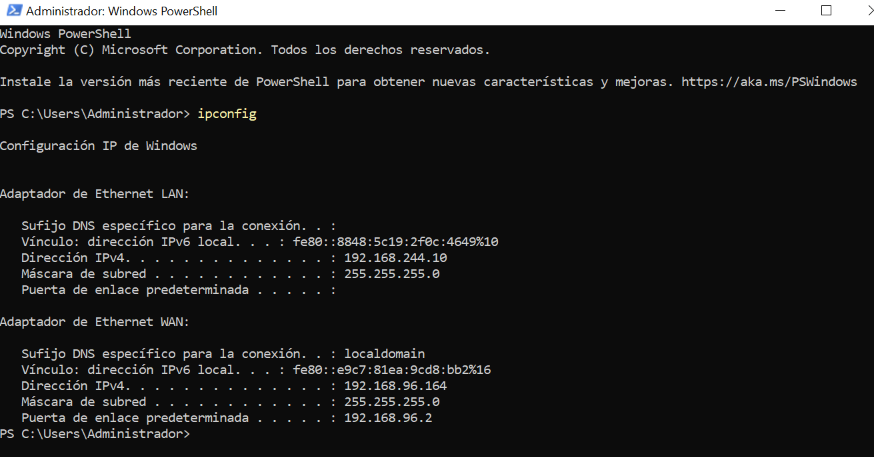 Administrador: Windows PowerShell
Windows PowerShell
Copyright (C) Microsoft Corporation. Todos los derechos reservados.
Instale la versión más reciente de PowerShell para obtener nuevas características y mejoras. https://aka.ms/PSWindows
PS C:\Users\Administrador> ipconfig
Configuración IP de Windows
Adaptador de Ethernet LAN:
Sufijo DNS específico para la conexión. . :
Vínculo: dirección IPv6 local. . . : fe80::8848:5c19:2f0c:4649%10
Dirección IPv4. . . . . . . . . . . . . . : 192.168.244.10
Máscara de subred . . . . . . . . . . . . : 255.255.255.0
Puerta de enlace predeterminada . . . . . :
Adaptador de Ethernet WAN:
Sufijo DNS específico para la conexión. . : localdomain
Vínculo: dirección IPv6 local. . . : fe80::e9c7:81ea:9cd8:bb2%16
Dirección IPv4. . . . . . . . . . . . . . : 192.168.96.164
Máscara de subred . . . . . . . . . . . . : 255.255.255.0
Puerta de enlace predeterminada . . . . . : 192.168.96.2
PS C:\Users\Administrador>